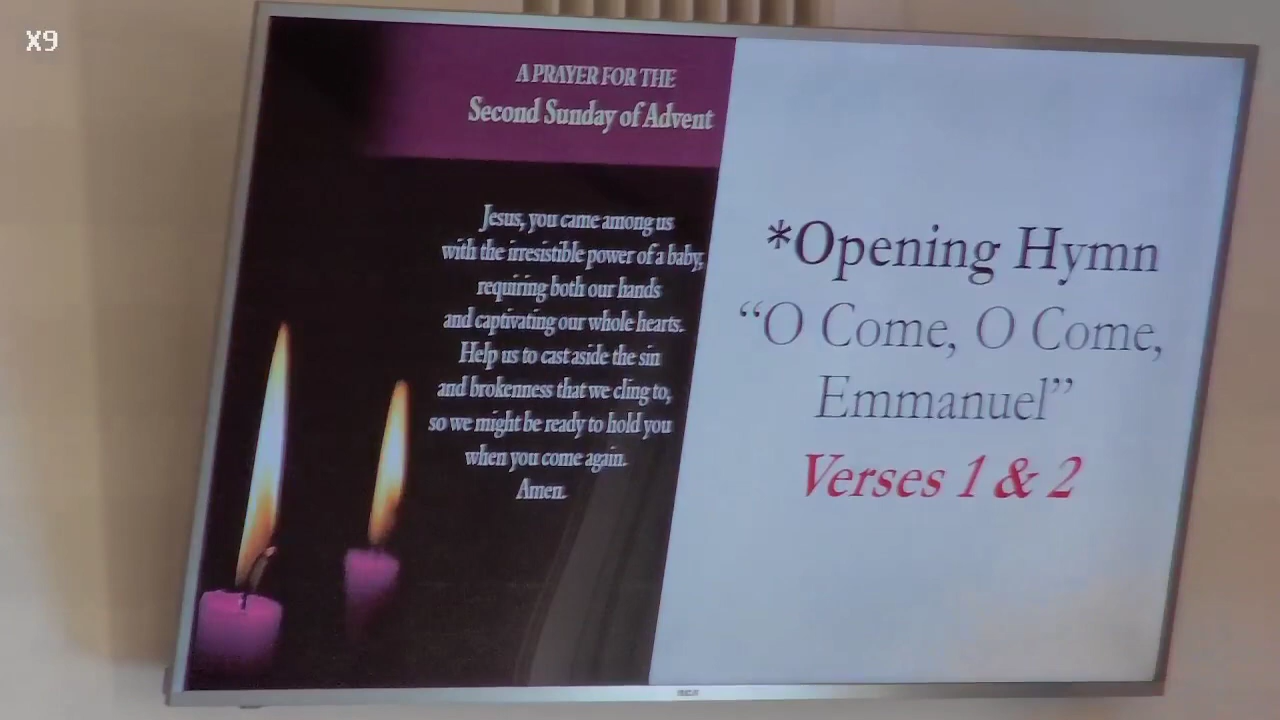 X9
A PRAYER FOR THE
Second Sunday of Advent
Jesus, you came among us
with the irresistible power of a baby,
requiring both our hands
and captivating our whole hearts.
Help us to cast aside the sin
and brokenness that we cling to,
so we might be ready to hold you
when you come again.
Amen.
*Opening Hymn
“O Come, O Come,
Emmanuel”
Verses 1 & 2
RCA